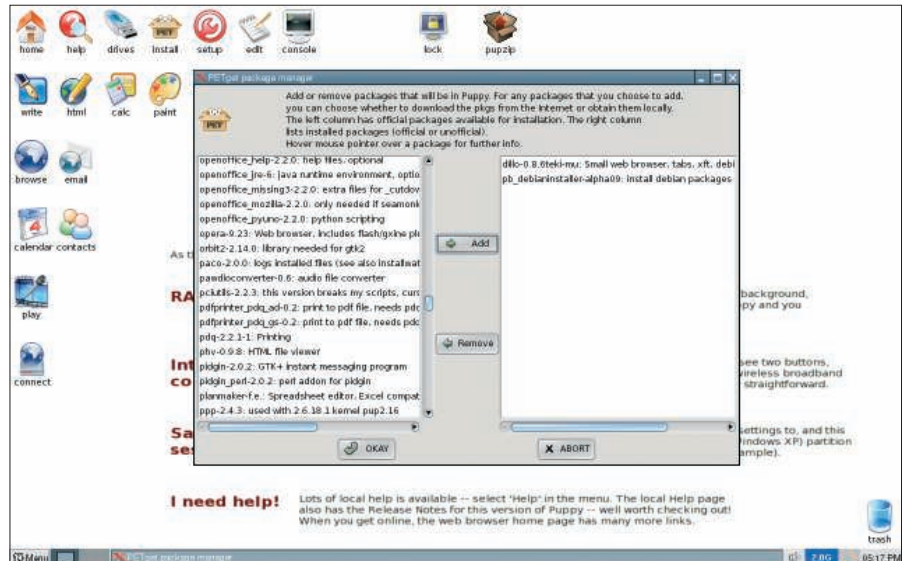 home help drives install setup edit console lock pupzip
PET
write html calc paint
browse email
calendar contacts
play
connect
PETget package manager
Add or remove packages that will be in Puppy. For any packages that you choose to add,
you can choose whether to download the pkgs from the Internet or obtain them locally.
The left column has official packages available for installation. The right column
lists installed packages (official or unofficial).
Hover mouse pointer over a package for further info.
PET
openoffice_help-2.2.0: help files, optional
openoffice_jre-6: java runtime environment, optio
openoffice_missing3-2.2.0: extra files for _cutdov
openoffice_mozilla-2.2.0: only needed if seamonk
openoffice_pyuno-2.2.0: python scripting
opera-9.23: Web browser, includes flash/gxine plu
orbit2-2.14.0: library needed for gtk2
paco-2.0.0: logs installed files (see also installwat
pawdioconverter-0.6: audio file converter
pciutils-2.2.3: this version breaks my scripts, curs
pdfprinter_pdq_ad-0.2: print to pdf file, needs pdq
pdfprinter_pdq_gs-0.2: print to pdf file, needs pdq
pdq-2.2.1-1: Printing
phv-0.9.8: HTML file viewer
pidgin-2.0.2: GTK+ instant messaging program
pidgin_perl-2.0.2: perl addon for pidgin
planmaker-f.e.: Spreadsheet editor. Excel compat
ppp-2.4.3: used with 2.6.18.1 kernel pup2.16
Add
Remove
dillo-0.8.6teki-mu: Small web browser, tabs, xft, debi
pb_debianinstaller-alpha09: install debian packages
OKAY
ABORT
As t
RA
background,
py and you
Int
co
see two buttons,
wireless broadband
straightforward.
Sa
se
settings to, and this
Windows XP) partition
ample).
I need help!
Lots of local help is available -- select 'Help' in the menu. The local Help page
also has the Release Notes for this version of Puppy -- well worth checking out!
When you get online, the web browser home page has many more links.
trash
Menu
PETget package manager
2.0G
05:17 PM